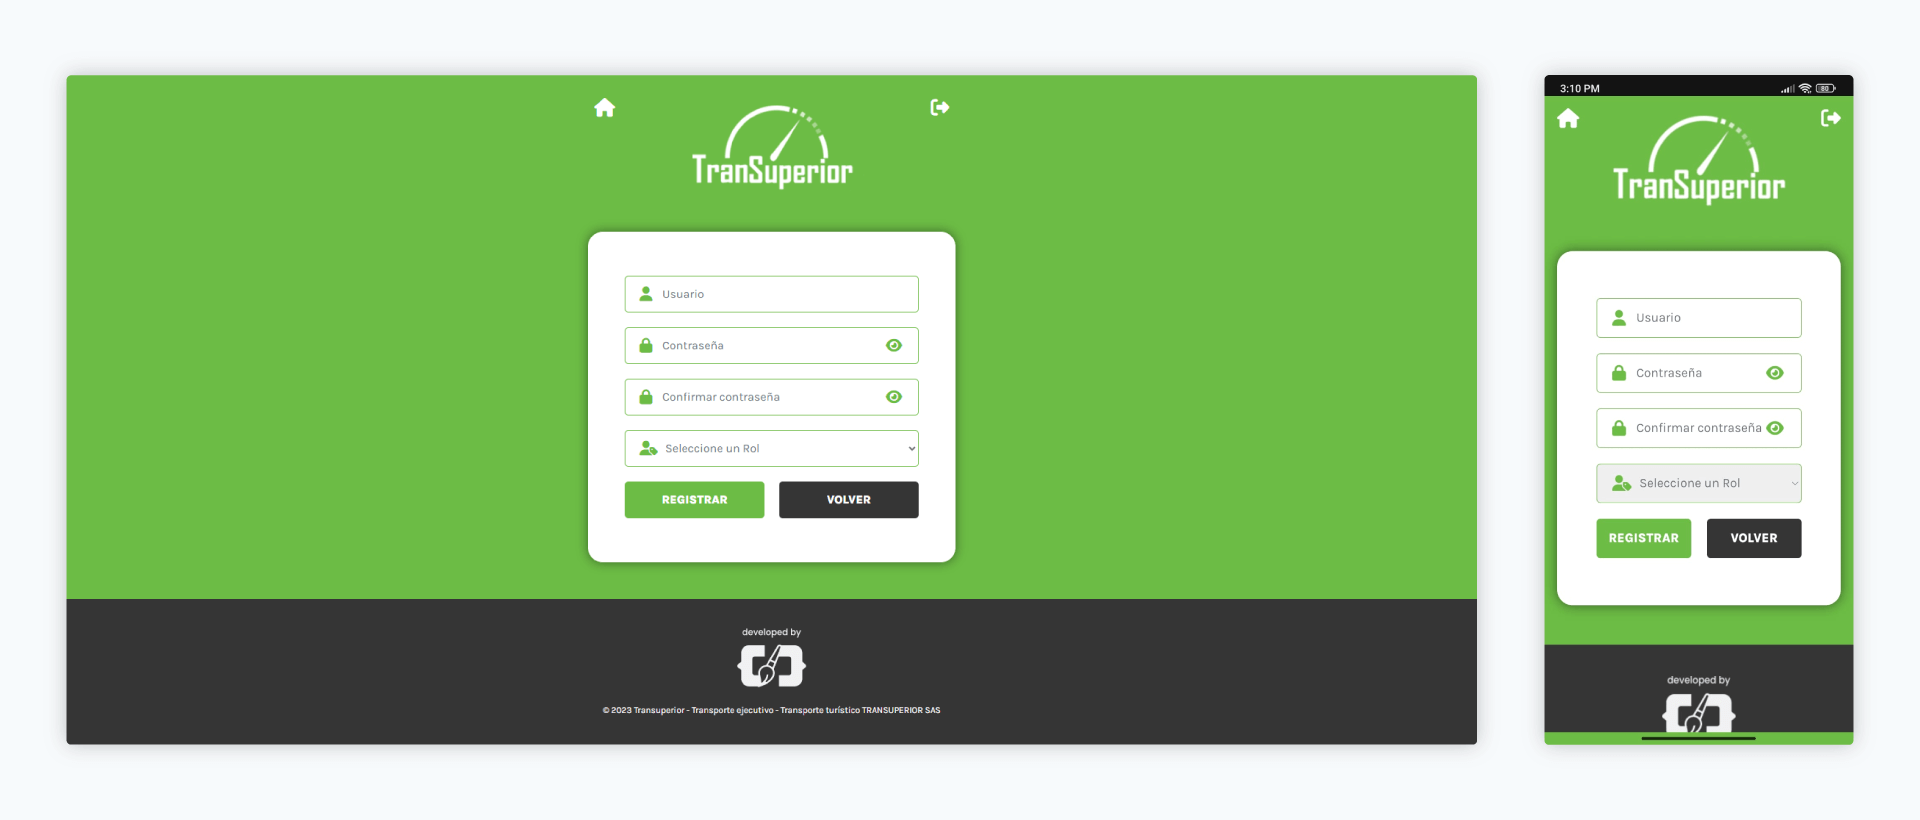 TranSuperior
Usuario
Contraseña
Confirmar contraseña
Seleccione un Rol
REGISTRAR
VOLVER
developed by
© 2023 Transuperior - Transporte ejecutivo - Transporte turístico TRANSUPERIOR SAS
3:10 PM
80
TranSuperior
Usuario
Contraseña
Confirmar contraseña
Seleccione un Rol
REGISTRAR
VOLVER
developed by